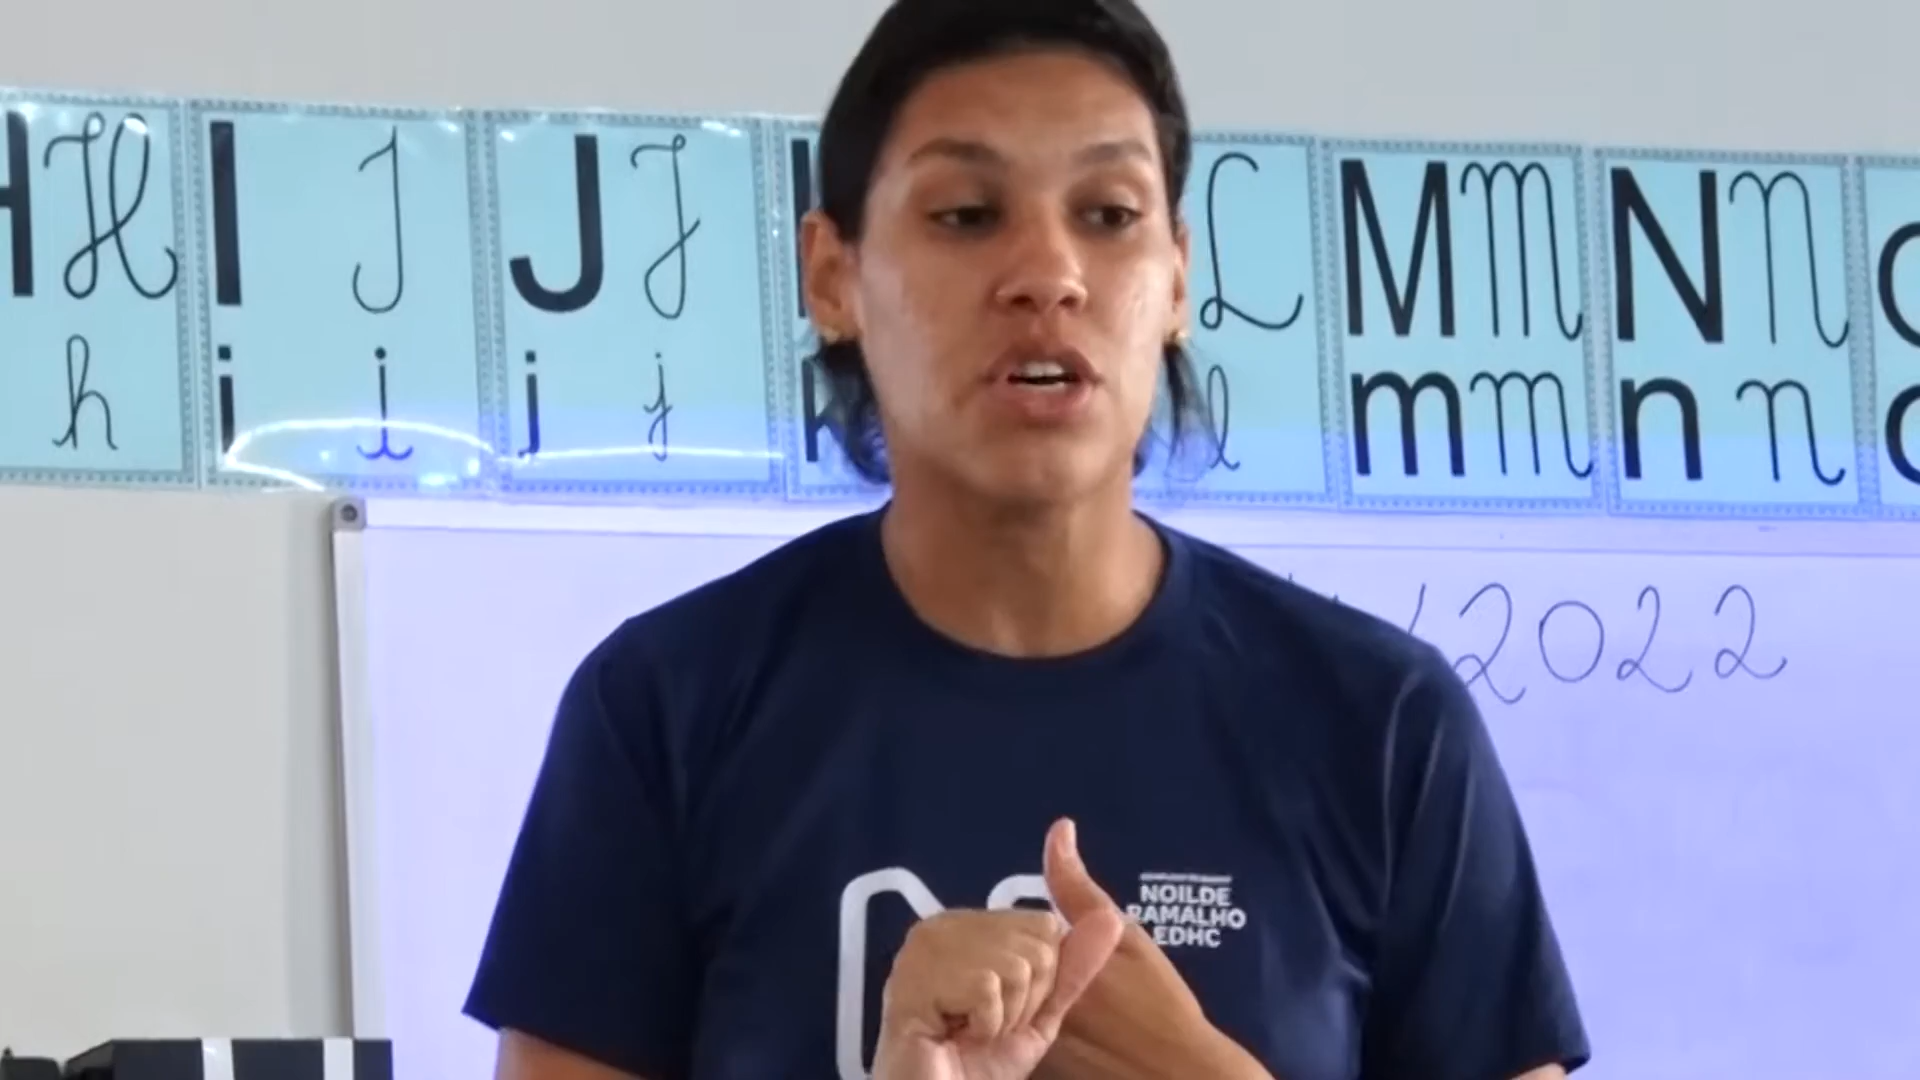 H H I I J J L M M N N
h i i j j l m m n n
2022
NOILDE
RAMALHO
EDHC